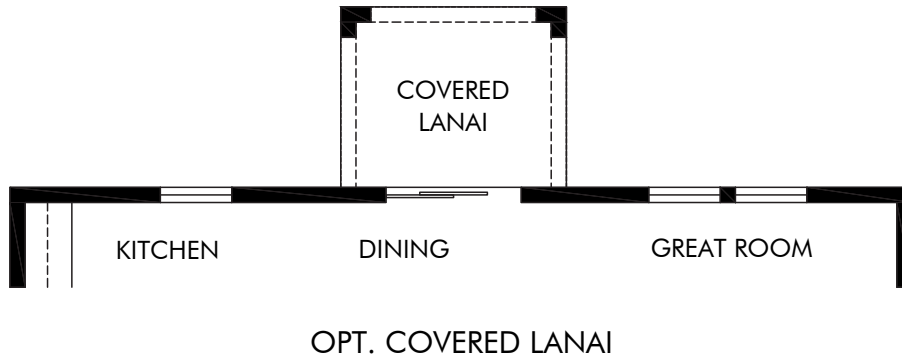 COVERED
LANAI
KITCHEN
DINING
GREAT ROOM
OPT. COVERED LANAI